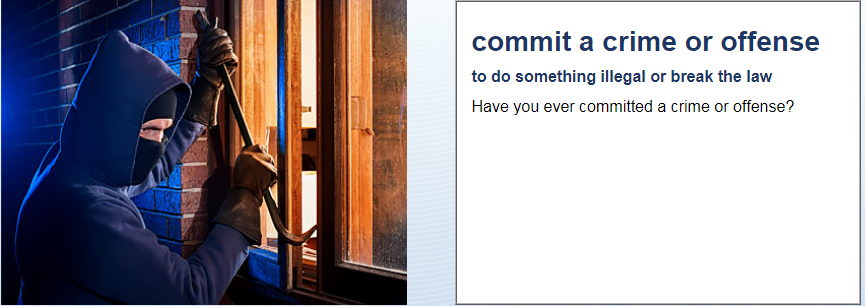 commit a crime or offense
to do something illegal or break the law
Have you ever committed a crime or offense?